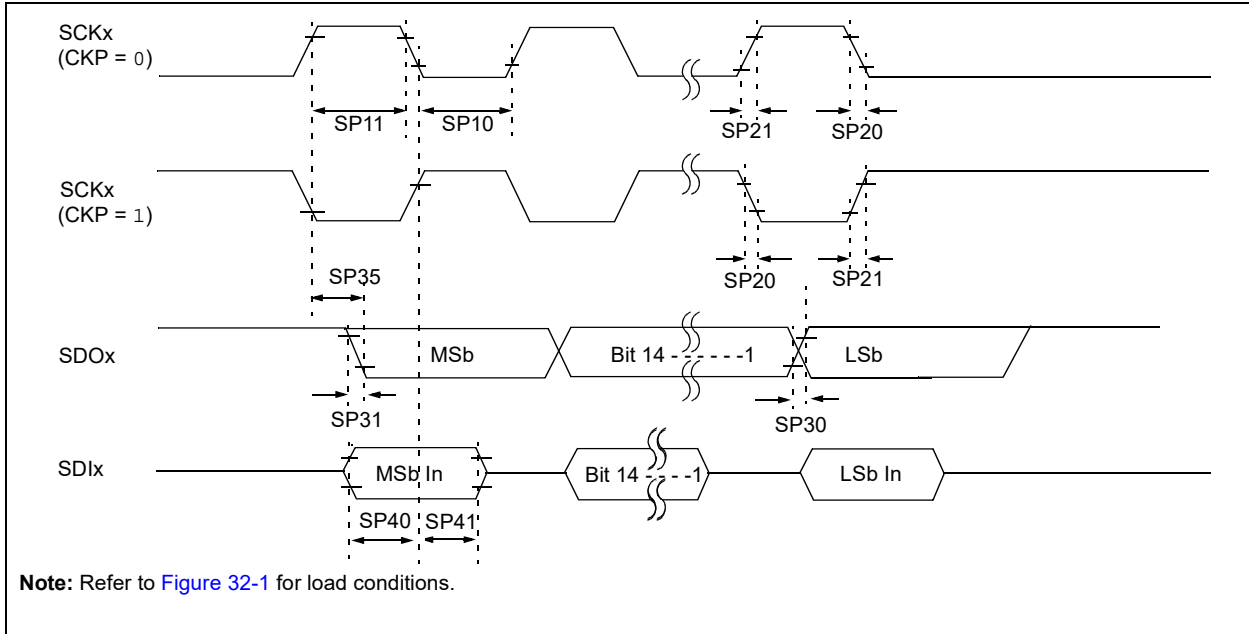 SCKx
(CKP = 0)
SP11
SP10
SP21
SP20
SCKx
(CKP = 1)
SP35
SP20
SP21
SDOx
MSb
Bit 14 - - - - - -1
LSb
SP31
SP30
SDIx
MSb In
Bit 14 - - - -1
LSb In
SP40
SP41
Note: Refer to Figure 32-1 for load conditions.